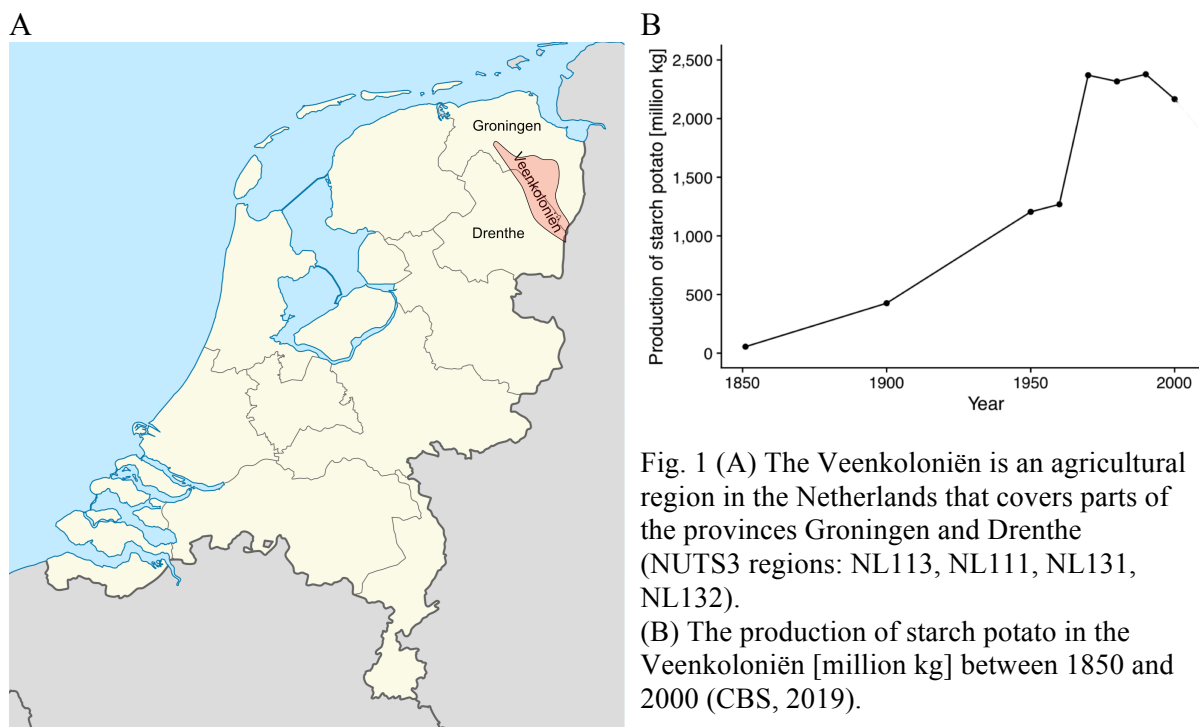 A
Groningen
Veenkoloniën
Drenthe
B
Production of starch potato [million kg]
2,500
2,000
1,500
1,000
500
0
1850
1900
1950
2000
Year
Fig. 1 (A) The Veenkoloniën is an agricultural
region in the Netherlands that covers parts of
the provinces Groningen and Drenthe
(NUTS3 regions: NL113, NL111, NL131,
NL132).
(B) The production of starch potato in the
Veenkoloniën [million kg] between 1850 and
2000 (CBS, 2019).